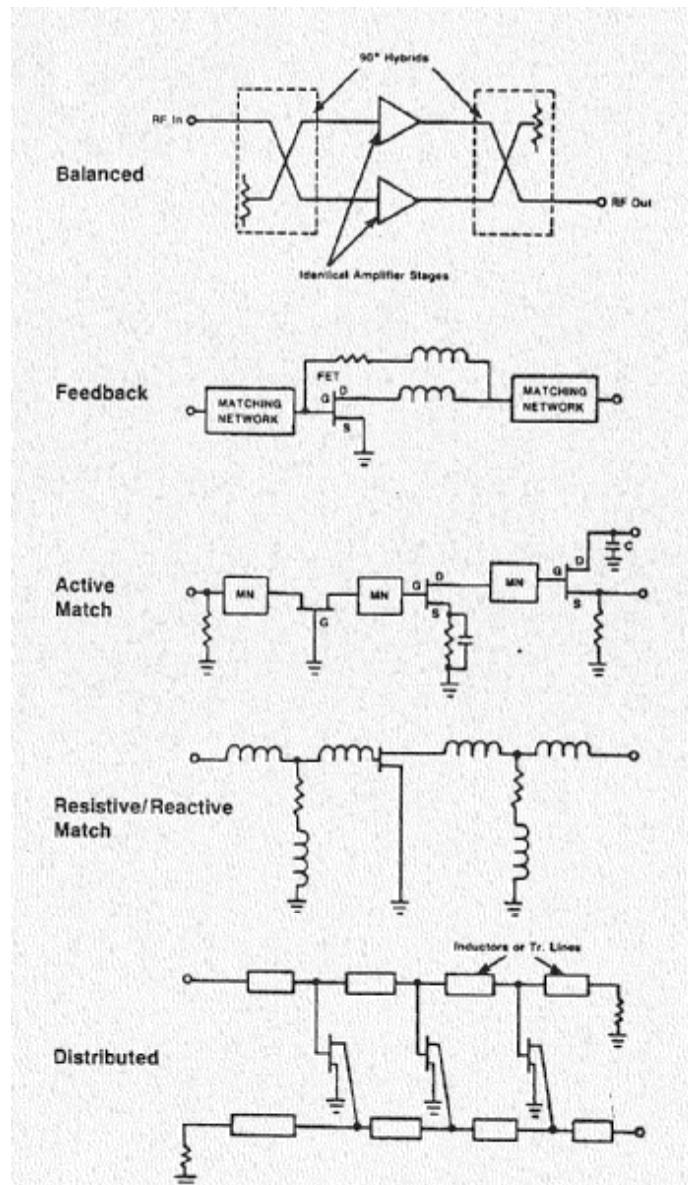 90° Hybrids
RF In
Balanced
RF Out
Identical Amplifier Stages
Feedback
FET
D
G
S
MATCHING
NETWORK
MATCHING
NETWORK
Active
Match
MN
G
MN
G
D
S
MN
G
D
S
C
Resistive/Reactive
Match
Inductors or Tr. Lines
Distributed